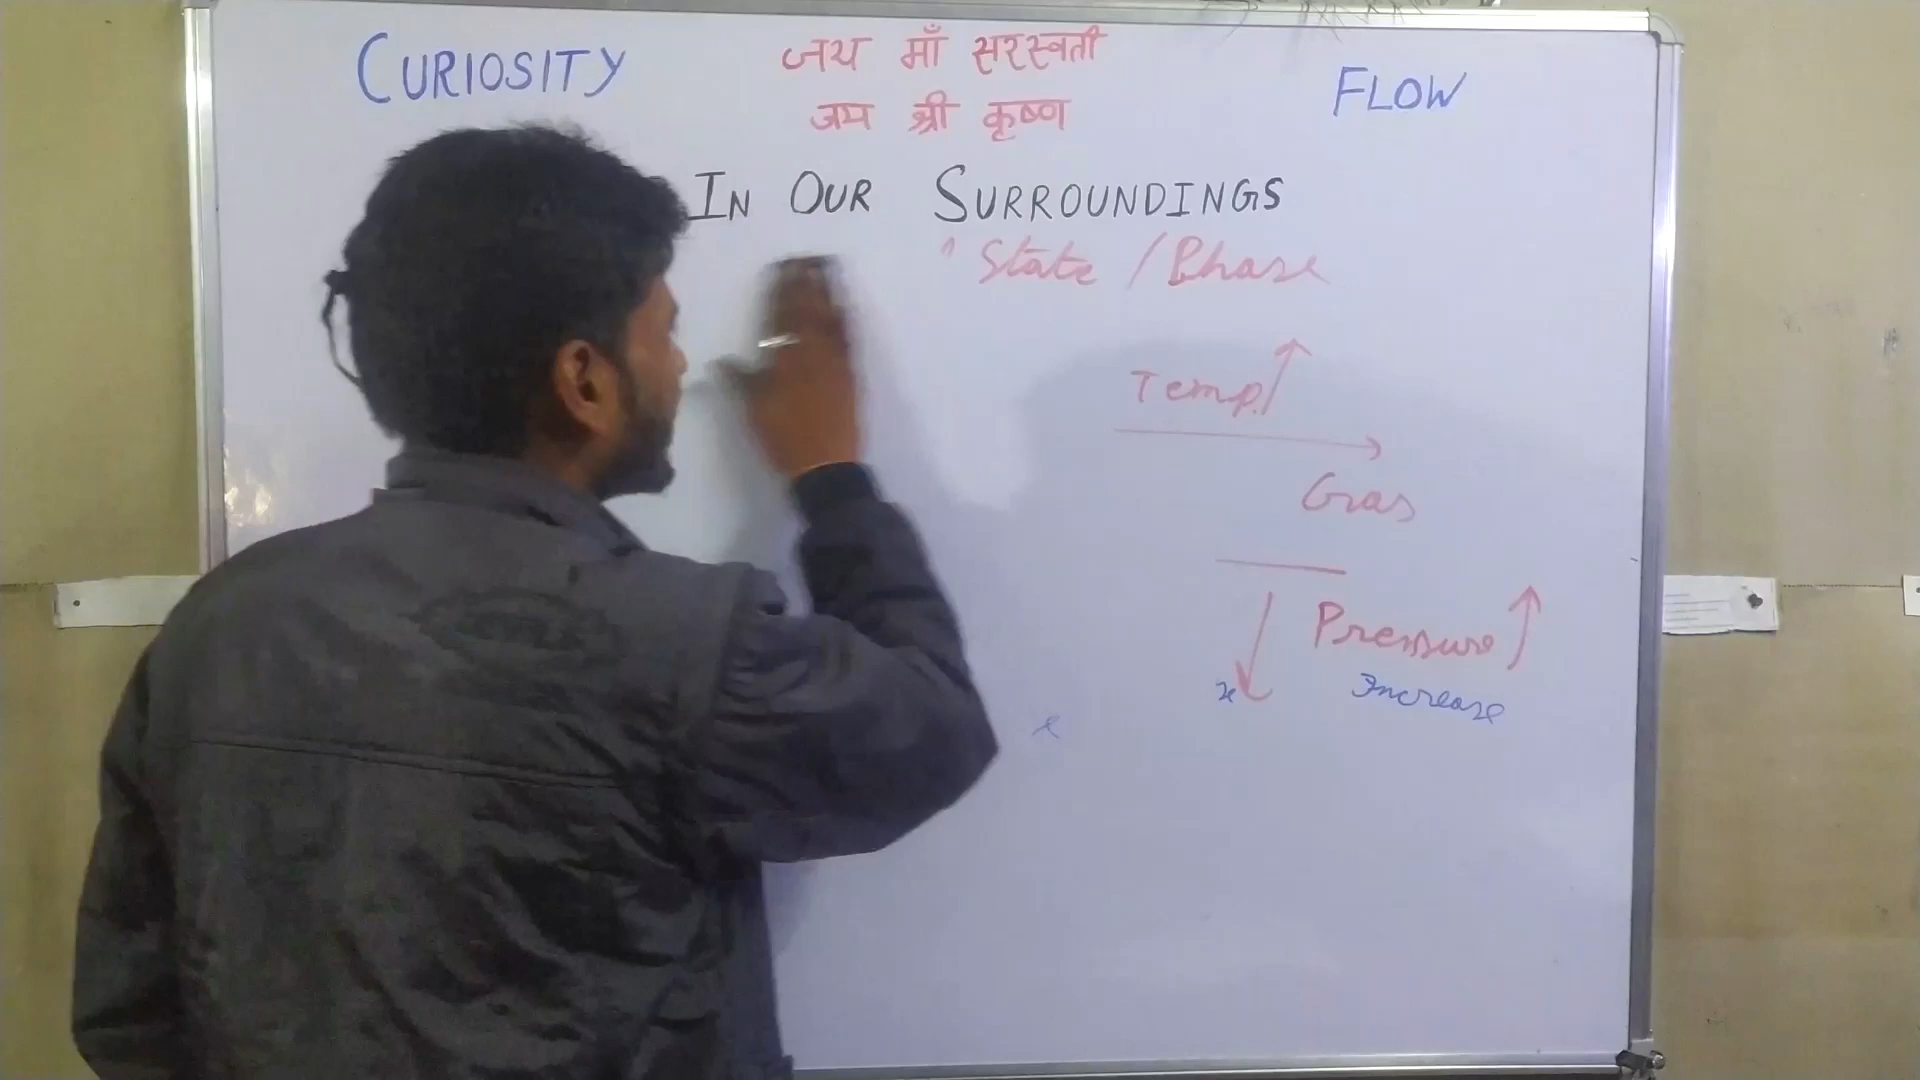 CURIOSITY
जय माँ सरस्वती
जय श्री कृष्ण
FLOW
IN OUR SURROUNDINGS
State / Phase
Temp.↑
Gas
Pressure ↑
Increase